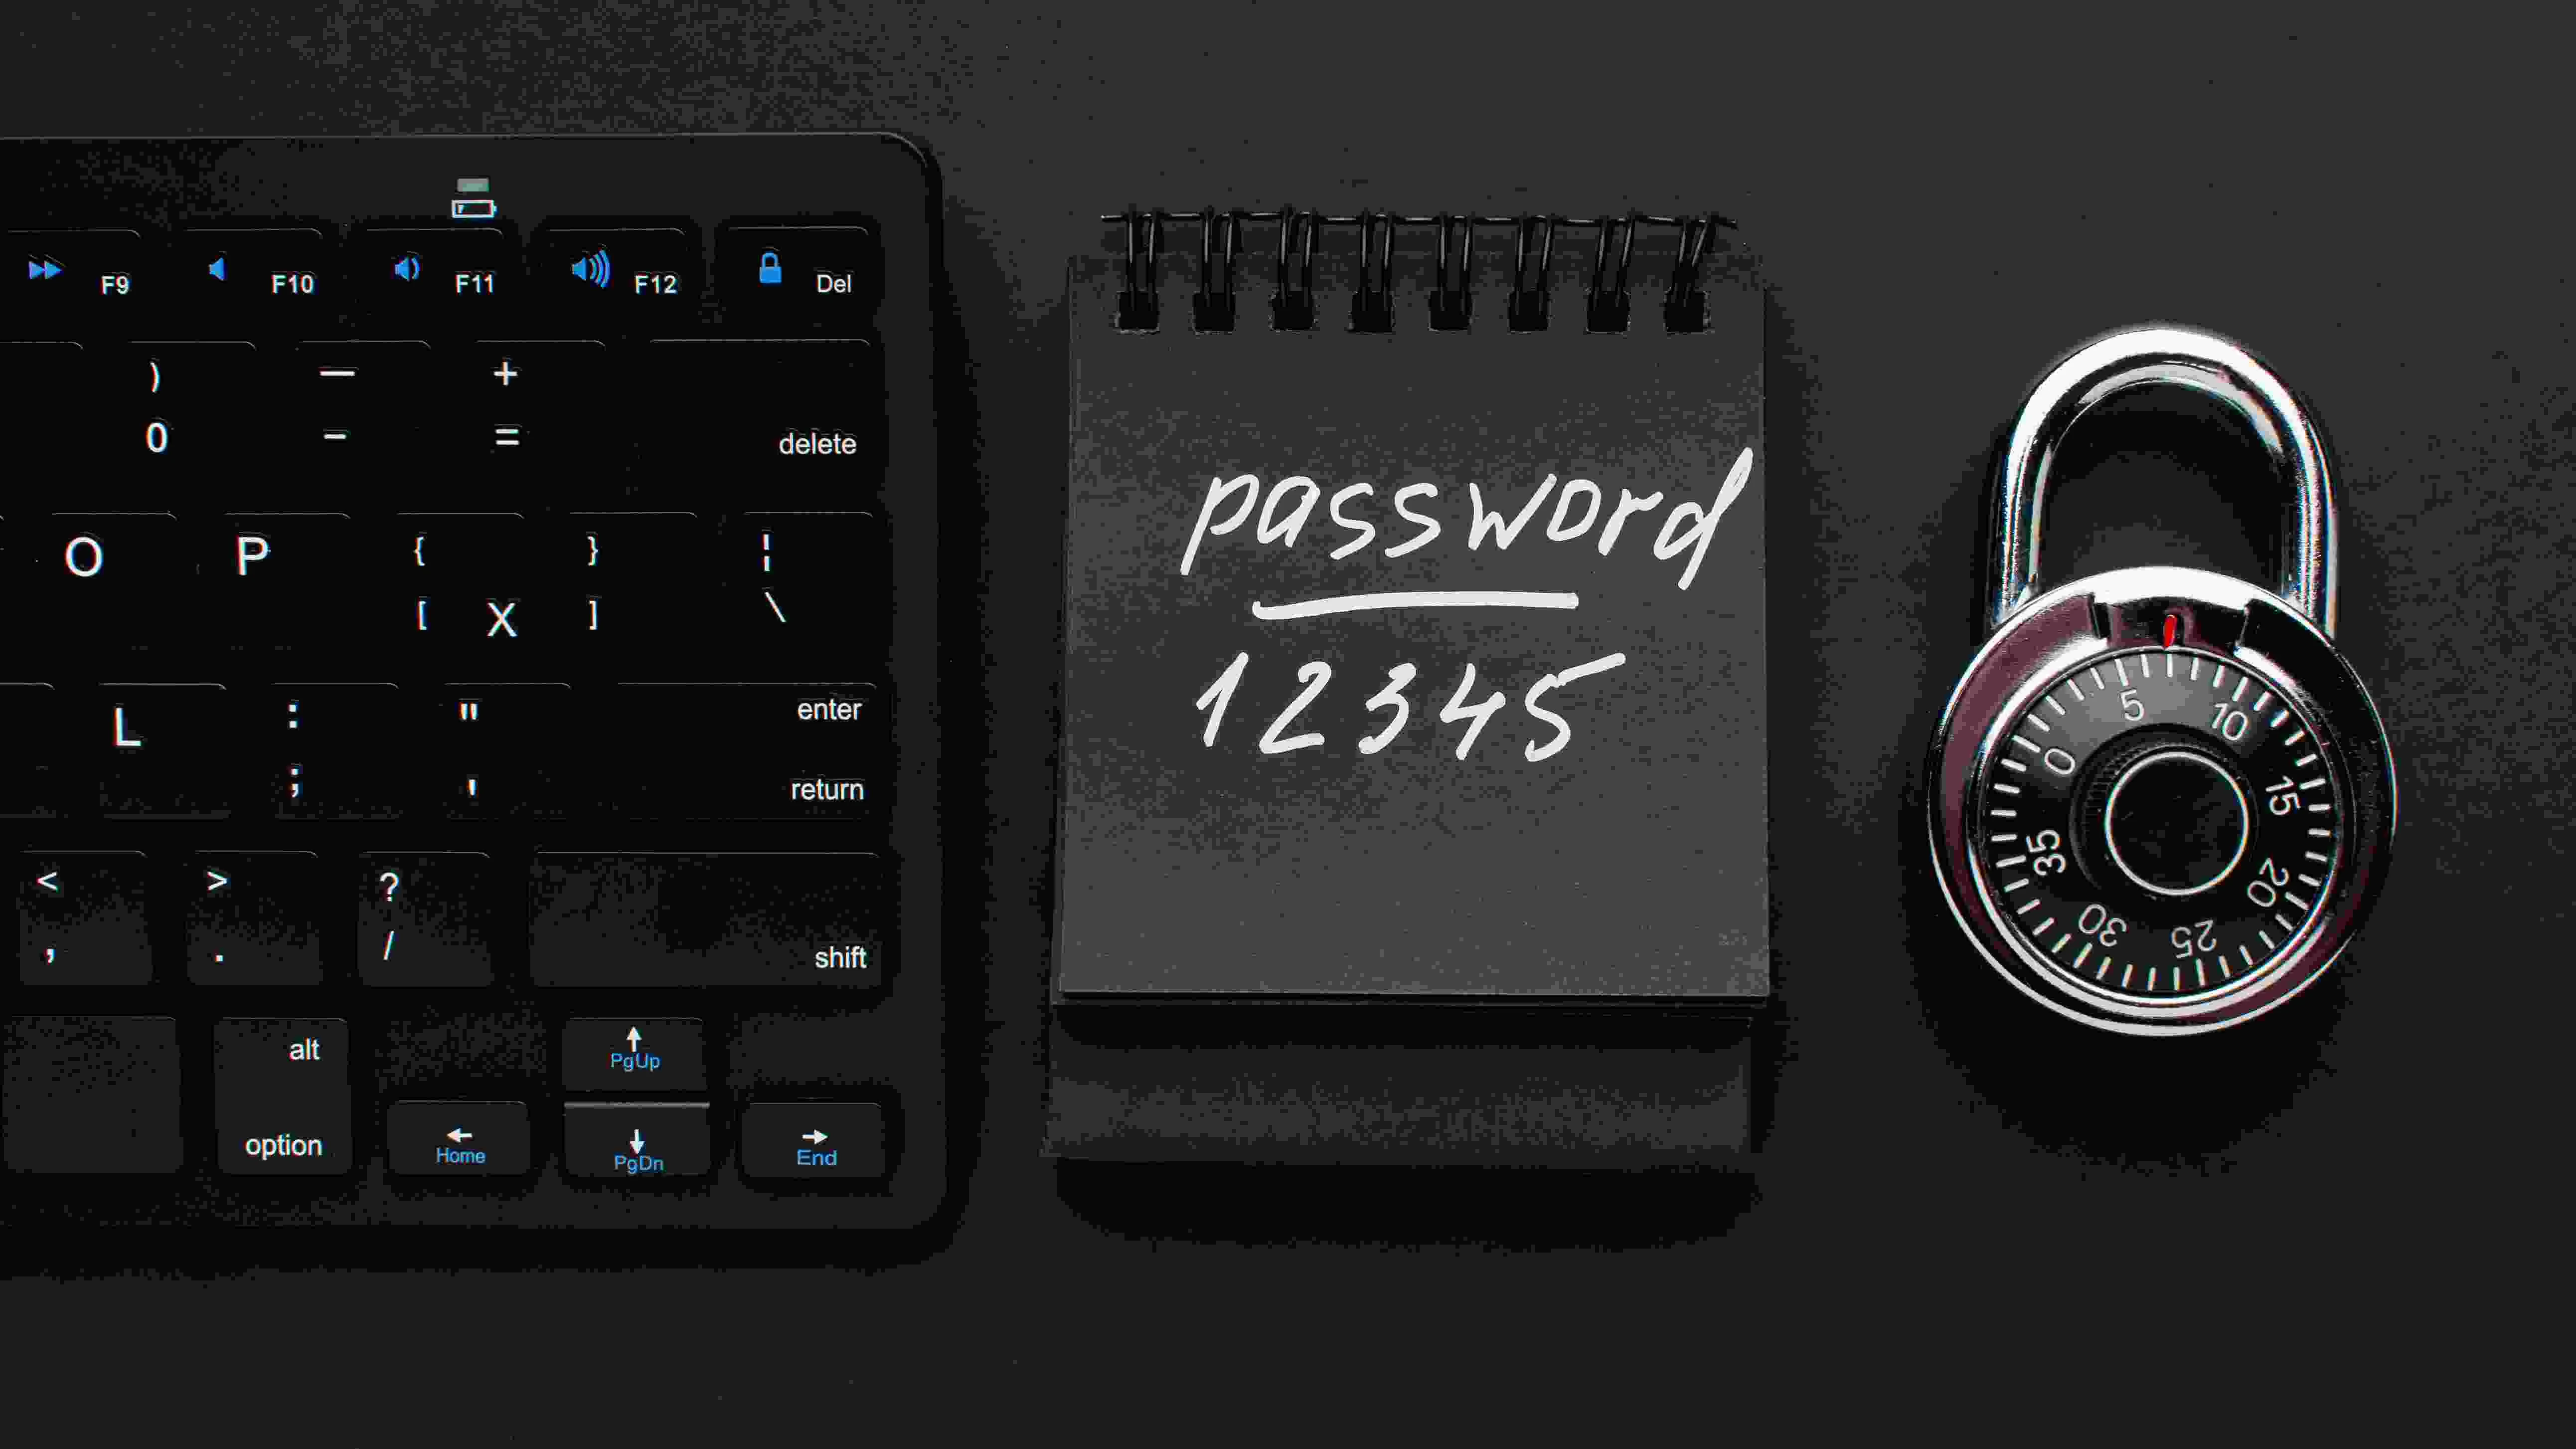 F9 F10 F11 F12 Del
) — +
0 - = delete
O P { } ¦
[ X ] \
L : " enter
; ' return
< > ?
, . / shift
alt
option
PgUp
Home PgDn End
password
12345
0 5 10 15 20 25 30 35